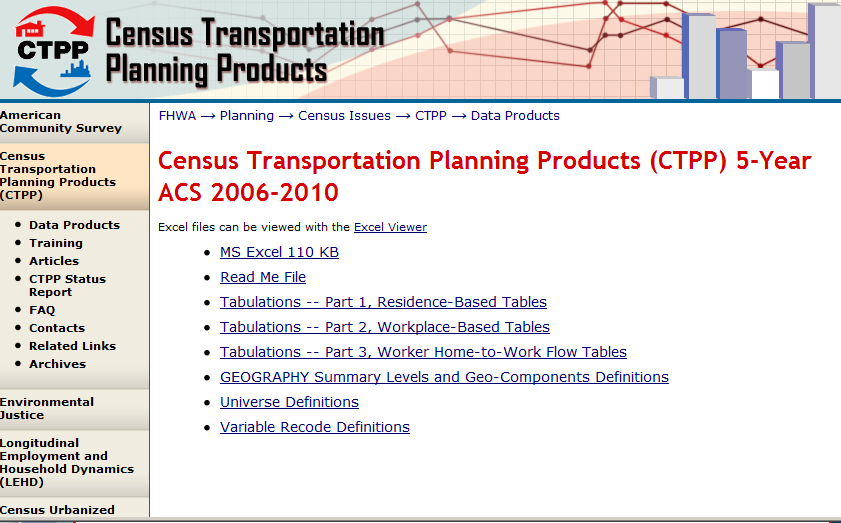 CTPP
Census Transportation
Planning Products
American
Community Survey
Census
Transportation
Planning Products
(CTPP)
Data Products
Training
Articles
CTPP Status
Report
FAQ
Contacts
Related Links
Archives
Environmental
Justice
Longitudinal
Employment and
Household Dynamics
(LEHD)
Census Urbanized
FHWA → Planning → Census Issues → CTPP → Data Products
Census Transportation Planning Products (CTPP) 5-Year
ACS 2006-2010
Excel files can be viewed with the Excel Viewer
MS Excel 110 KB
Read Me File
Tabulations -- Part 1, Residence-Based Tables
Tabulations -- Part 2, Workplace-Based Tables
Tabulations -- Part 3, Worker Home-to-Work Flow Tables
GEOGRAPHY Summary Levels and Geo-Components Definitions
Universe Definitions
Variable Recode Definitions